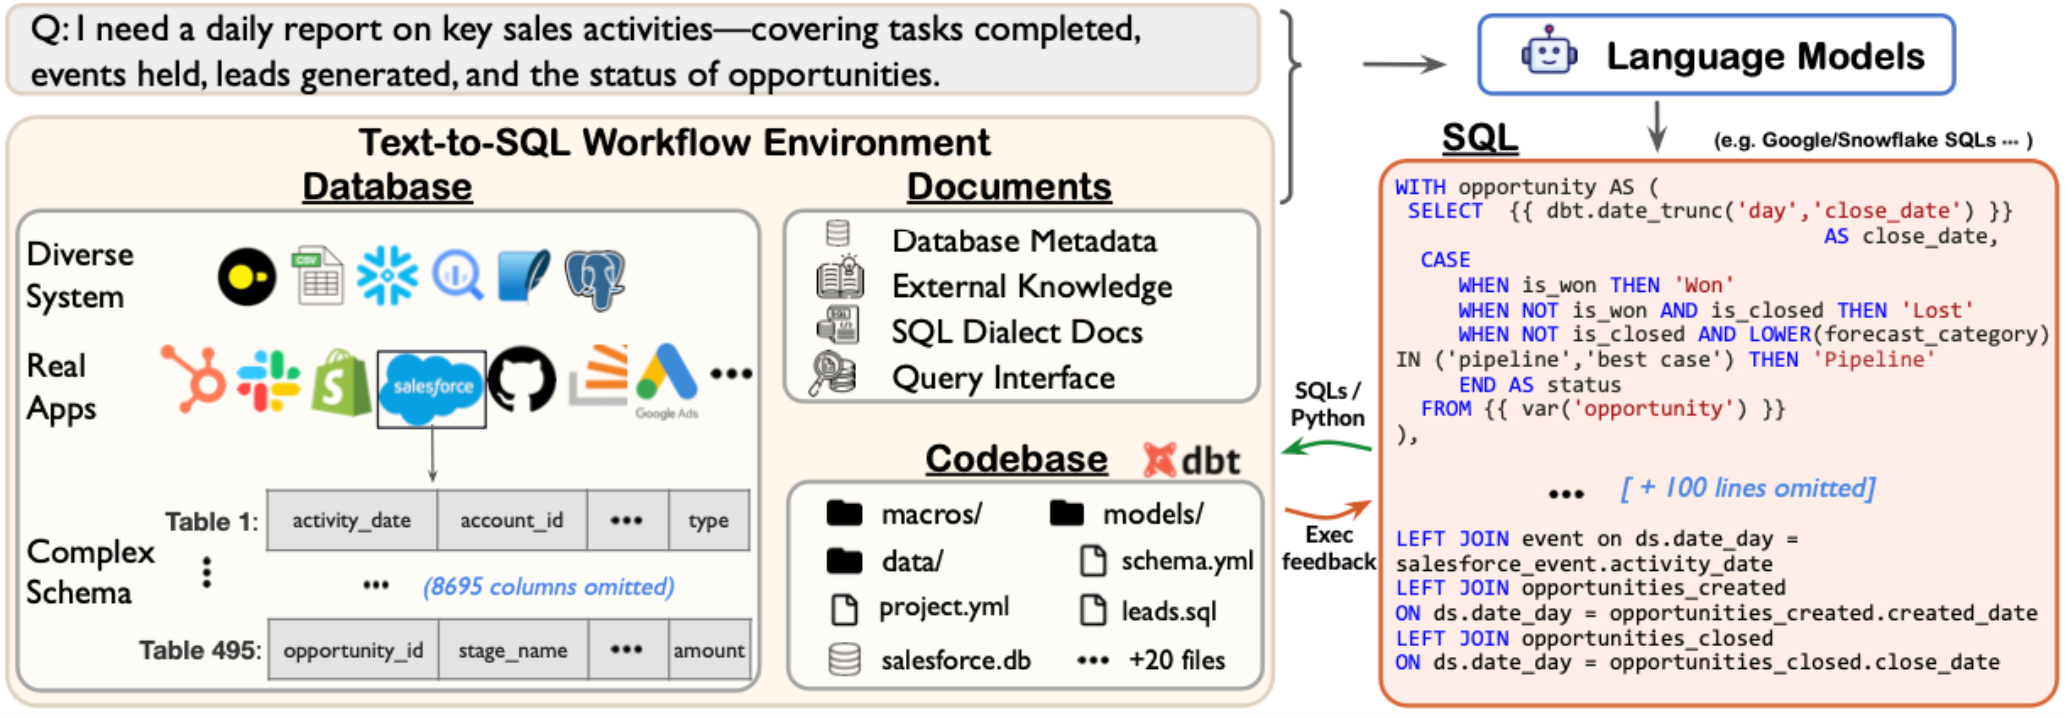 Q: I need a daily report on key sales activities—covering tasks completed,
events held, leads generated, and the status of opportunities.
Language Models
Text-to-SQL Workflow Environment
Database
Diverse
System
CSV
Real
Apps
salesforce
Google Ads
...
Complex
Schema
Table 1:
activity_date
account_id
...
type
... (8695 columns omitted)
Table 495:
opportunity_id
stage_name
...
amount
Documents
Database Metadata
External Knowledge
SQL Dialect Docs
Query Interface
Codebase
dbt
macros/
models/
data/
schema.yml
project.yml
leads.sql
salesforce.db
... +20 files
SQLs /
Python
Exec
feedback
SQL
(e.g. Google/Snowflake SQLs ... )
WITH opportunity AS (
SELECT {{ dbt.date_trunc('day','close_date') }}
AS close_date,
CASE
WHEN is_won THEN 'Won'
WHEN NOT is_won AND is_closed THEN 'Lost'
WHEN NOT is_closed AND LOWER(forecast_category)
IN ('pipeline','best case') THEN 'Pipeline'
END AS status
FROM {{ var('opportunity') }}
),
... [ + 100 lines omitted]
LEFT JOIN event on ds.date_day =
salesforce_event.activity_date
LEFT JOIN opportunities_created
ON ds.date_day = opportunities_created.created_date
LEFT JOIN opportunities_closed
ON ds.date_day = opportunities_closed.close_date